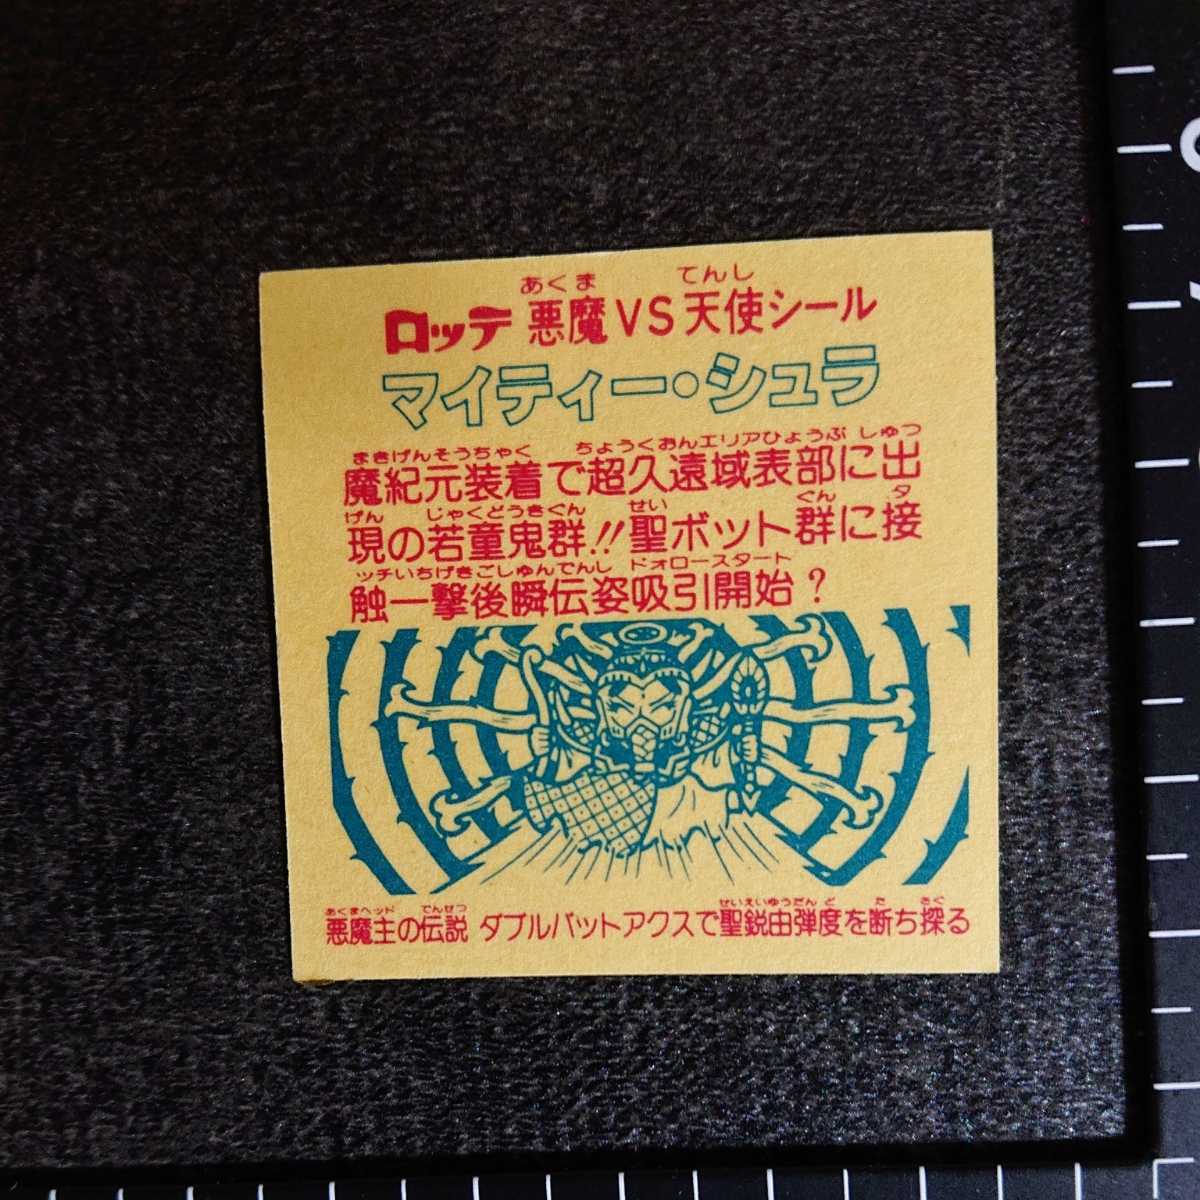 あくま てんし
ロッテ 悪魔VS天使シール
マイティー・シュラ
まきげんそうちゃく ちょうくおんエリアひょうぶ しゅつ
魔紀元装着で超久遠域表部に出
げん じゃくどうきぐん せい ぐん タ
現の若童鬼群!!聖ボット群に接
ッチいちげきごしゅんでんし ドォロースタート
触一撃後瞬伝姿吸引開始?
あくまヘッド でんせつ せいえいゆうだん ど た さぐ
悪魔主の伝説 ダブルバットアクスで聖鋭由弾度を断ち探る